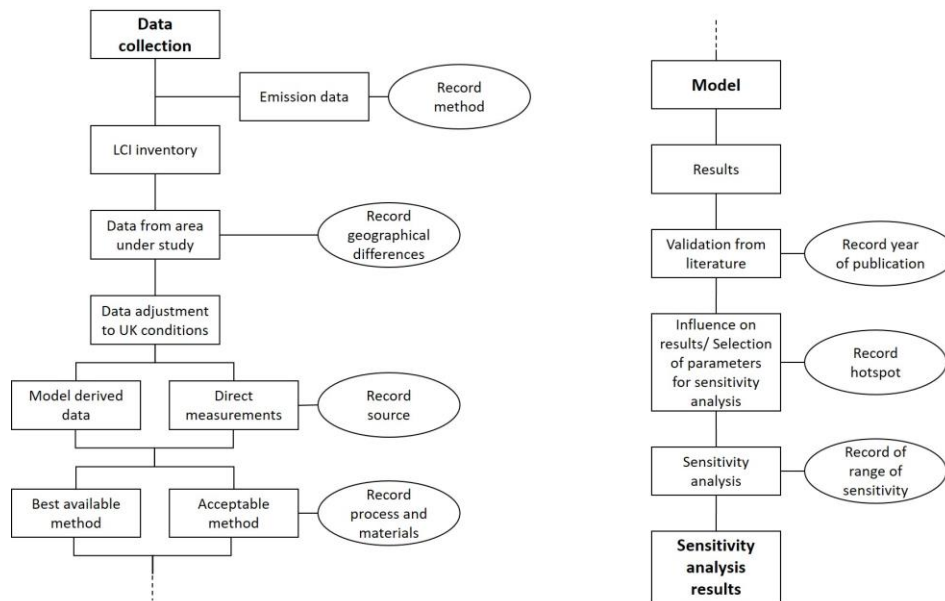 Data
collection
Emission data
Record
method
LCI inventory
Data from area
under study
Record
geographical
differences
Data adjustment
to UK conditions
Model derived
data
Direct
measurements
Record
source
Best available
method
Acceptable
method
Record
process and
materials
Model
Results
Validation from
literature
Record year
of publication
Influence on
results/ Selection
of parameters
for sensitivity
analysis
Record
hotspot
Sensitivity
analysis
Record of
range of
sensitivity
Sensitivity
analysis
results